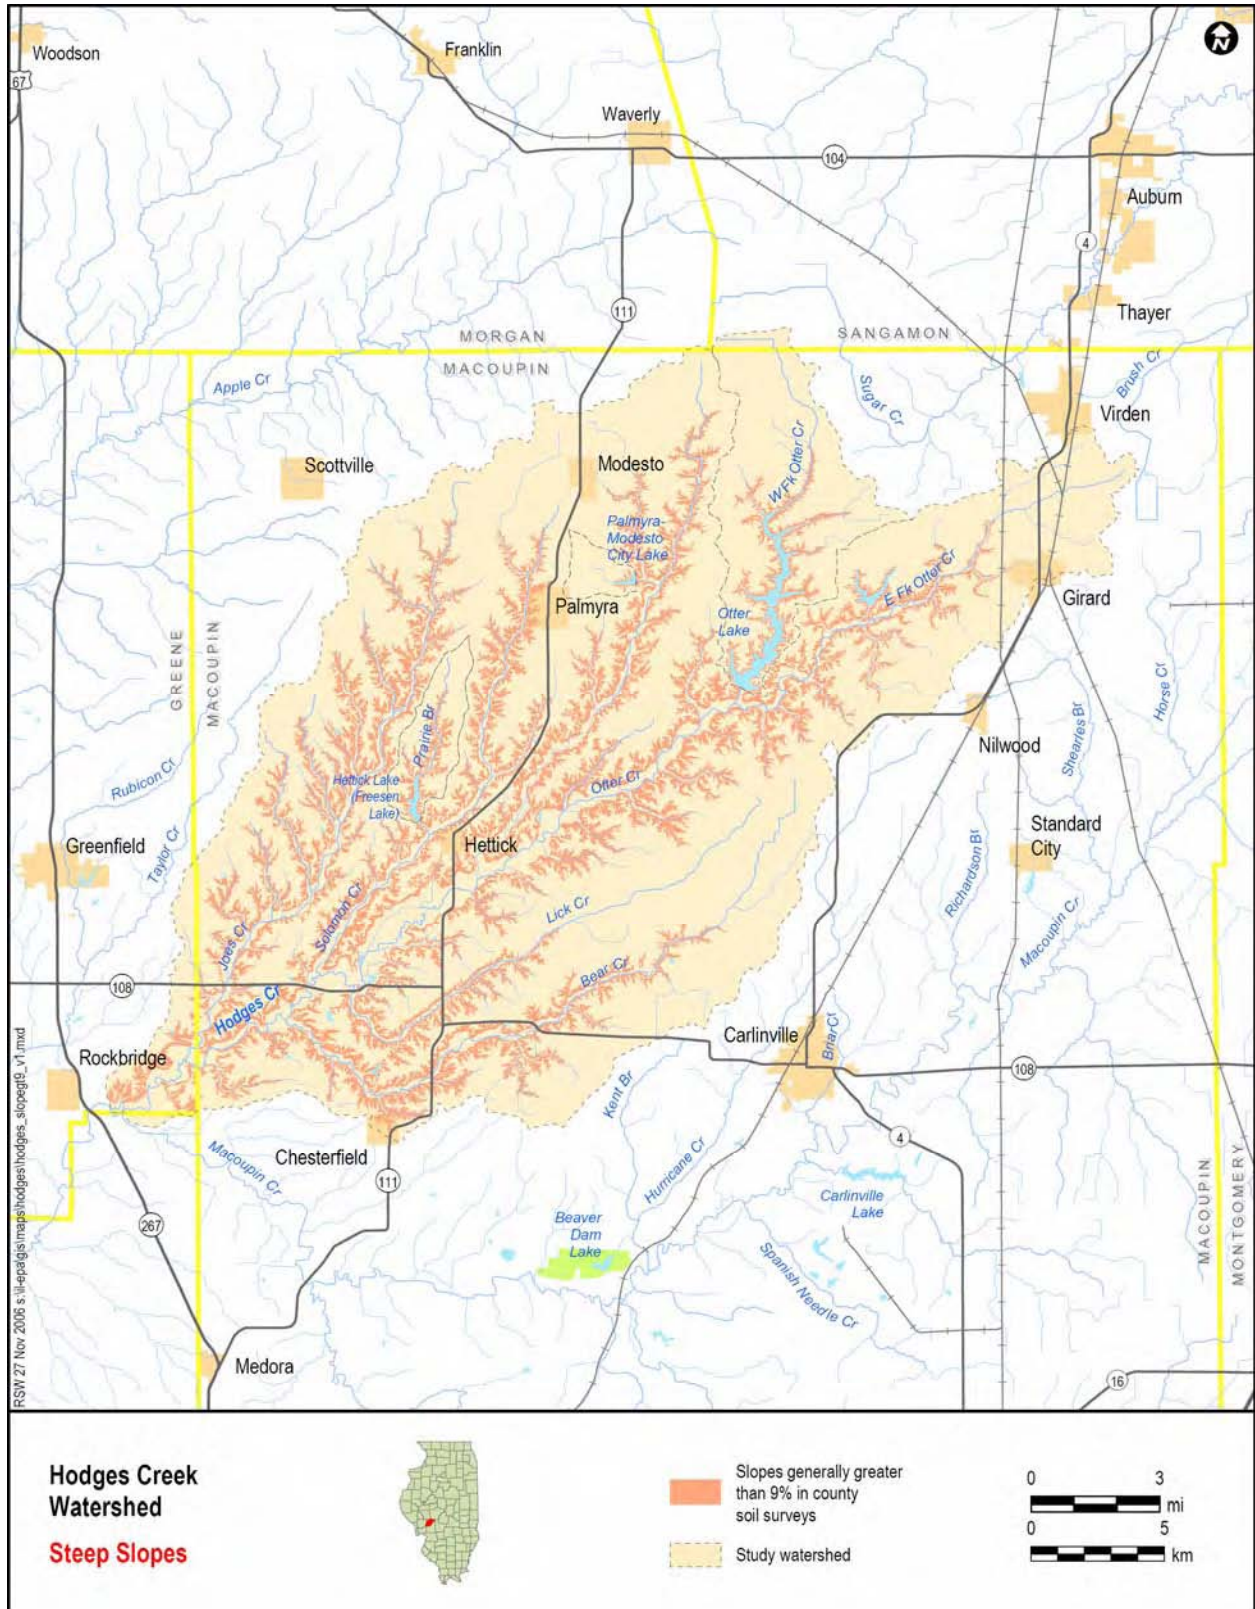 Woodson
Franklin
N
67
Waverly
104
Auburn
4
Thayer
111
MORGAN
SANGAMON
MACOUPIN
Apple Cr
Sugar Cr
Brush Cr
Virden
Scottville
Modesto
W Fk Otter Cr
Palmyra-
Modesto
City Lake
E Fk Otter Cr
Palmyra
Girard
Otter
Lake
GREENE
MACOUPIN
Horse Cr
Prairie Br
Shearles Br
Nilwood
Rubicon Cr
Hettick Lake
(Freesen
Lake)
Otter Cr
Greenfield
Taylor Cr
Hettick
Standard
City
Richardson Br
Lick Cr
Solomon Cr
Joes Cr
Macoupin Cr
Bear Cr
108
Hodges Cr
Carlinville
Briar Cr
Rockbridge
108
Kent Br
Chesterfield
Macoupin Cr
4
111
Hurricane Cr
Carlinville
Lake
MACOUPIN
MONTGOMERY
267
Beaver
Dam
Lake
Spanish Needle Cr
Medora
16
RSW 27 Nov 2006 s:\il-epa\gis\maps\hodges\hodges_slopegt9_v1.mxd
Hodges Creek
Watershed
Steep Slopes
Slopes generally greater
than 9% in county
soil surveys
Study watershed
0 3
mi
0 5
km